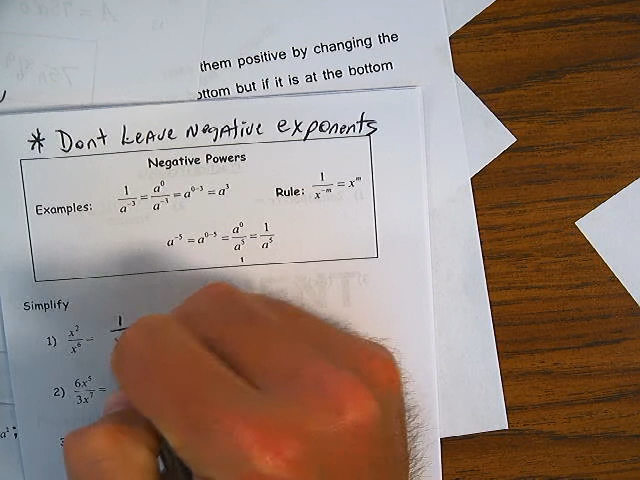 them positive by changing the
ottom but if it is at the bottom
* Dont Leave Negative exponents
Negative Powers
Examples: 1/a⁻³ = a⁰/a⁻³ = a⁰⁻³ = a³ Rule: 1/x⁻ᵐ = xᵐ
a⁻⁵ = a⁰⁻⁵ = a⁰/a⁵ = 1/a⁵
Simplify
1) x²/x⁶ = 1
2) 6x⁵/3x⁷ =